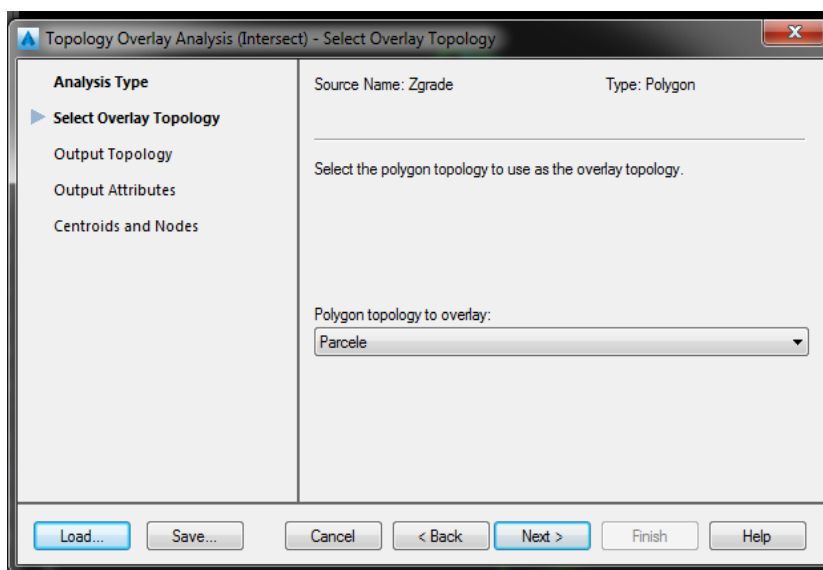 Topology Overlay Analysis (Intersect) - Select Overlay Topology
Analysis Type
Select Overlay Topology
Output Topology
Output Attributes
Centroids and Nodes
Source Name: Zgrade Type: Polygon
Select the polygon topology to use as the overlay topology.
Polygon topology to overlay:
Parcele
Load... Save... Cancel < Back Next > Finish Help